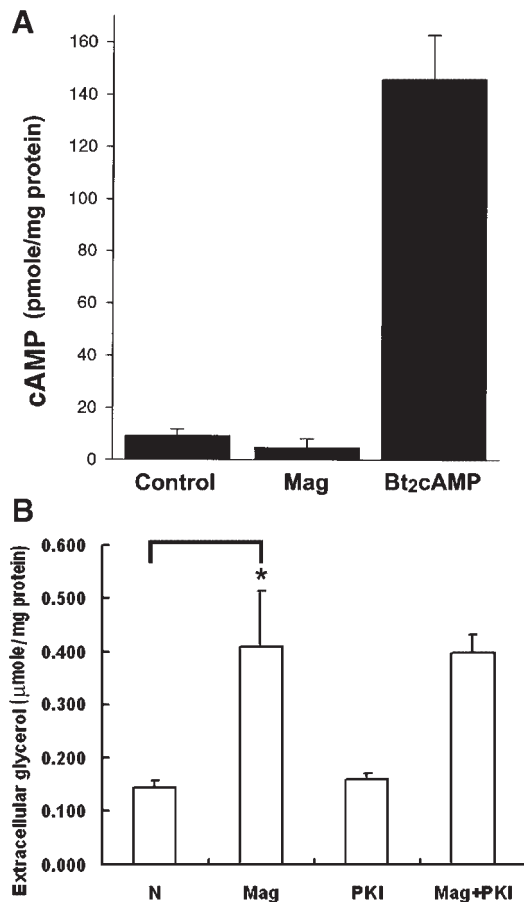 A
cAMP (pmole/mg protein)
160
140
120
100
80
60
40
20
0
Control Mag Bt2cAMP
B
Extracellular glycerol (μmole/mg protein)
0.600
0.500
0.400
0.300
0.200
0.100
0.000
*
N Mag PKI Mag+PKI